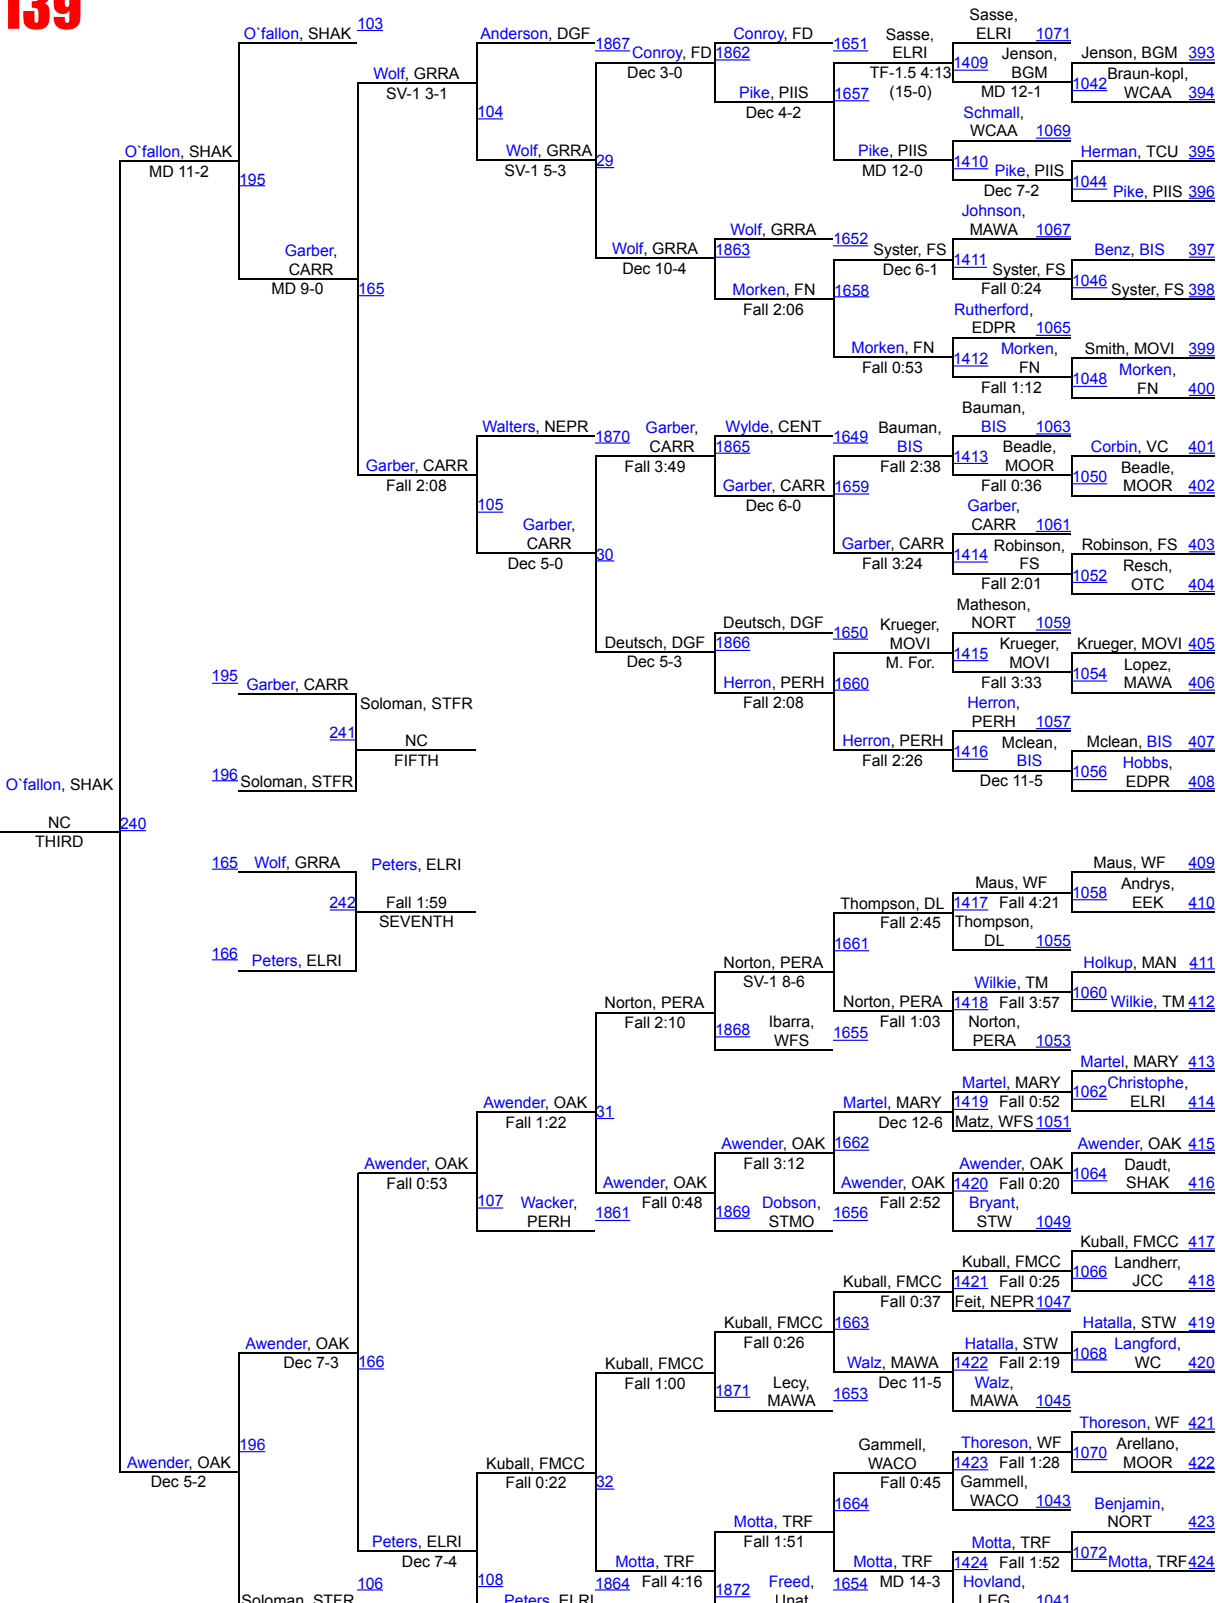 139
O`fallon, SHAK 103
Anderson, DGF 1867
Conroy, FD 1651
Sasse,
ELRI 1071
Sasse,
ELRI
TF-1.5 4:13
(15-0)
Conroy, FD 1862
Dec 3-0
1409 Jenson,
BGM
MD 12-1
Jenson, BGM 393
1042 Braun-kopl,
WCAA 394
Wolf, GRRA
SV-1 3-1
104
Pike, PIIS 1657
Dec 4-2
Schmall,
WCAA 1069
O`fallon, SHAK
MD 11-2
195
Wolf, GRRA 29
SV-1 5-3
Pike, PIIS
MD 12-0
1410 Pike, PIIS
Dec 7-2
Herman, TCU 395
1044 Pike, PIIS 396
Johnson,
MAWA 1067
Garber,
CARR
MD 9-0
165
Wolf, GRRA
Dec 10-4
Wolf, GRRA 1652
1863
Syster, FS
Dec 6-1
1411 Syster, FS
Fall 0:24
Benz, BIS 397
1046 Syster, FS 398
Morken, FN 1658
Fall 2:06
Rutherford,
EDPR 1065
Morken, FN
Fall 0:53
1412 Morken,
FN
Fall 1:12
Smith, MOVI 399
1048 Morken,
FN 400
Bauman,
BIS 1063
Walters, NEPR 1870
Garber,
CARR
Fall 3:49
Wylde, CENT 1649
1865
Bauman,
BIS
Fall 2:38
1413 Beadle,
MOOR
Fall 0:36
Corbin, VC 401
1050 Beadle,
MOOR 402
Garber, CARR
Fall 2:08
105
Garber, CARR 1659
Dec 6-0
Garber,
CARR 1061
Garber,
CARR
Dec 5-0
30
Garber, CARR
Fall 3:24
1414 Robinson,
FS
Fall 2:01
Robinson, FS 403
1052 Resch,
OTC 404
Matheson,
NORT 1059
Deutsch, DGF
Dec 5-3
Deutsch, DGF 1650
1866
Krueger,
MOVI
M. For.
1415 Krueger,
MOVI
Fall 3:33
Krueger, MOVI 405
1054 Lopez,
MAWA 406
195 Garber, CARR
Soloman, STFR
Herron, PERH 1660
Fall 2:08
Herron,
PERH 1057
241 NC
FIFTH
Herron, PERH
Fall 2:26
1416 Mclean,
BIS
Dec 11-5
Mclean, BIS 407
1056 Hobbs,
EDPR 408
196 Soloman, STFR
O`fallon, SHAK
NC 240
THIRD
165 Wolf, GRRA
Peters, ELRI
242 Fall 1:59
SEVENTH
166 Peters, ELRI
Thompson, DL
Fall 2:45
Maus, WF
1417 Fall 4:21
Thompson,
DL 1055
Maus, WF 409
1058 Andrys,
EEK 410
1661
Norton, PERA
SV-1 8-6
Norton, PERA
Fall 2:10
Norton, PERA
Fall 1:03
Wilkie, TM
1418 Fall 3:57
Norton,
PERA 1053
Holkup, MAN 411
1060 Wilkie, TM 412
1868 Ibarra,
WFS 1655
Awender, OAK
Fall 1:22
31
Martel, MARY
Dec 12-6
Martel, MARY
1419 Fall 0:52
Matz, WFS 1051
Martel, MARY 413
1062 Christophe,
ELRI 414
Awender, OAK
Fall 0:53
Awender, OAK
Fall 3:12
1662
Awender, OAK
Fall 0:48
Awender, OAK
Fall 2:52
Awender, OAK
1420 Fall 0:20
Bryant,
STW 1049
Awender, OAK 415
1064 Daudt,
SHAK 416
107 Wacker,
PERH 1861
1869 Dobson,
STMO 1656
Kuball, FMCC
Fall 0:37
Kuball, FMCC
1421 Fall 0:25
Feit, NEPR 1047
Kuball, FMCC 417
1066 Landherr,
JCC 418
Awender, OAK
Dec 7-3
166
Kuball, FMCC
Fall 1:00
Kuball, FMCC
Fall 0:26
1663
Walz, MAWA
Dec 11-5
Hatalla, STW
1422 Fall 2:19
Walz,
MAWA 1045
Hatalla, STW 419
1068 Langford,
WC 420
1871 Lecy,
MAWA 1653
Awender, OAK
Dec 5-2
196
Kuball, FMCC
Fall 0:22
32
Gammell,
WACO
Fall 0:45
Thoreson, WF
1423 Fall 1:28
Gammell,
WACO 1043
Thoreson, WF 421
1070 Arellano,
MOOR 422
1664
Peters, ELRI
Dec 7-4
Motta, TRF
Fall 1:51
Motta, TRF
1864 Fall 4:16
Motta, TRF
1654 MD 14-3
Motta, TRF
1424 Fall 1:52
Hovland,
LEG 1041
Benjamin,
NORT 423
1072 Motta, TRF 424
Soloman, STFR 106
108 Peters, ELRI
1872 Freed,
Unat